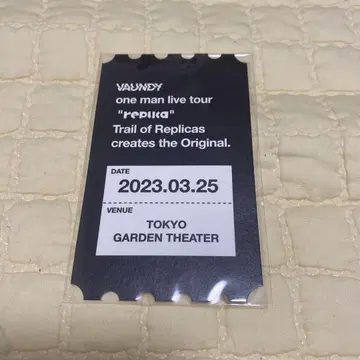 VAUNDY
one man live tour
"replica"
Trail of Replicas
creates the Original.
DATE
2023.03.25
VENUE
TOKYO
GARDEN THEATER